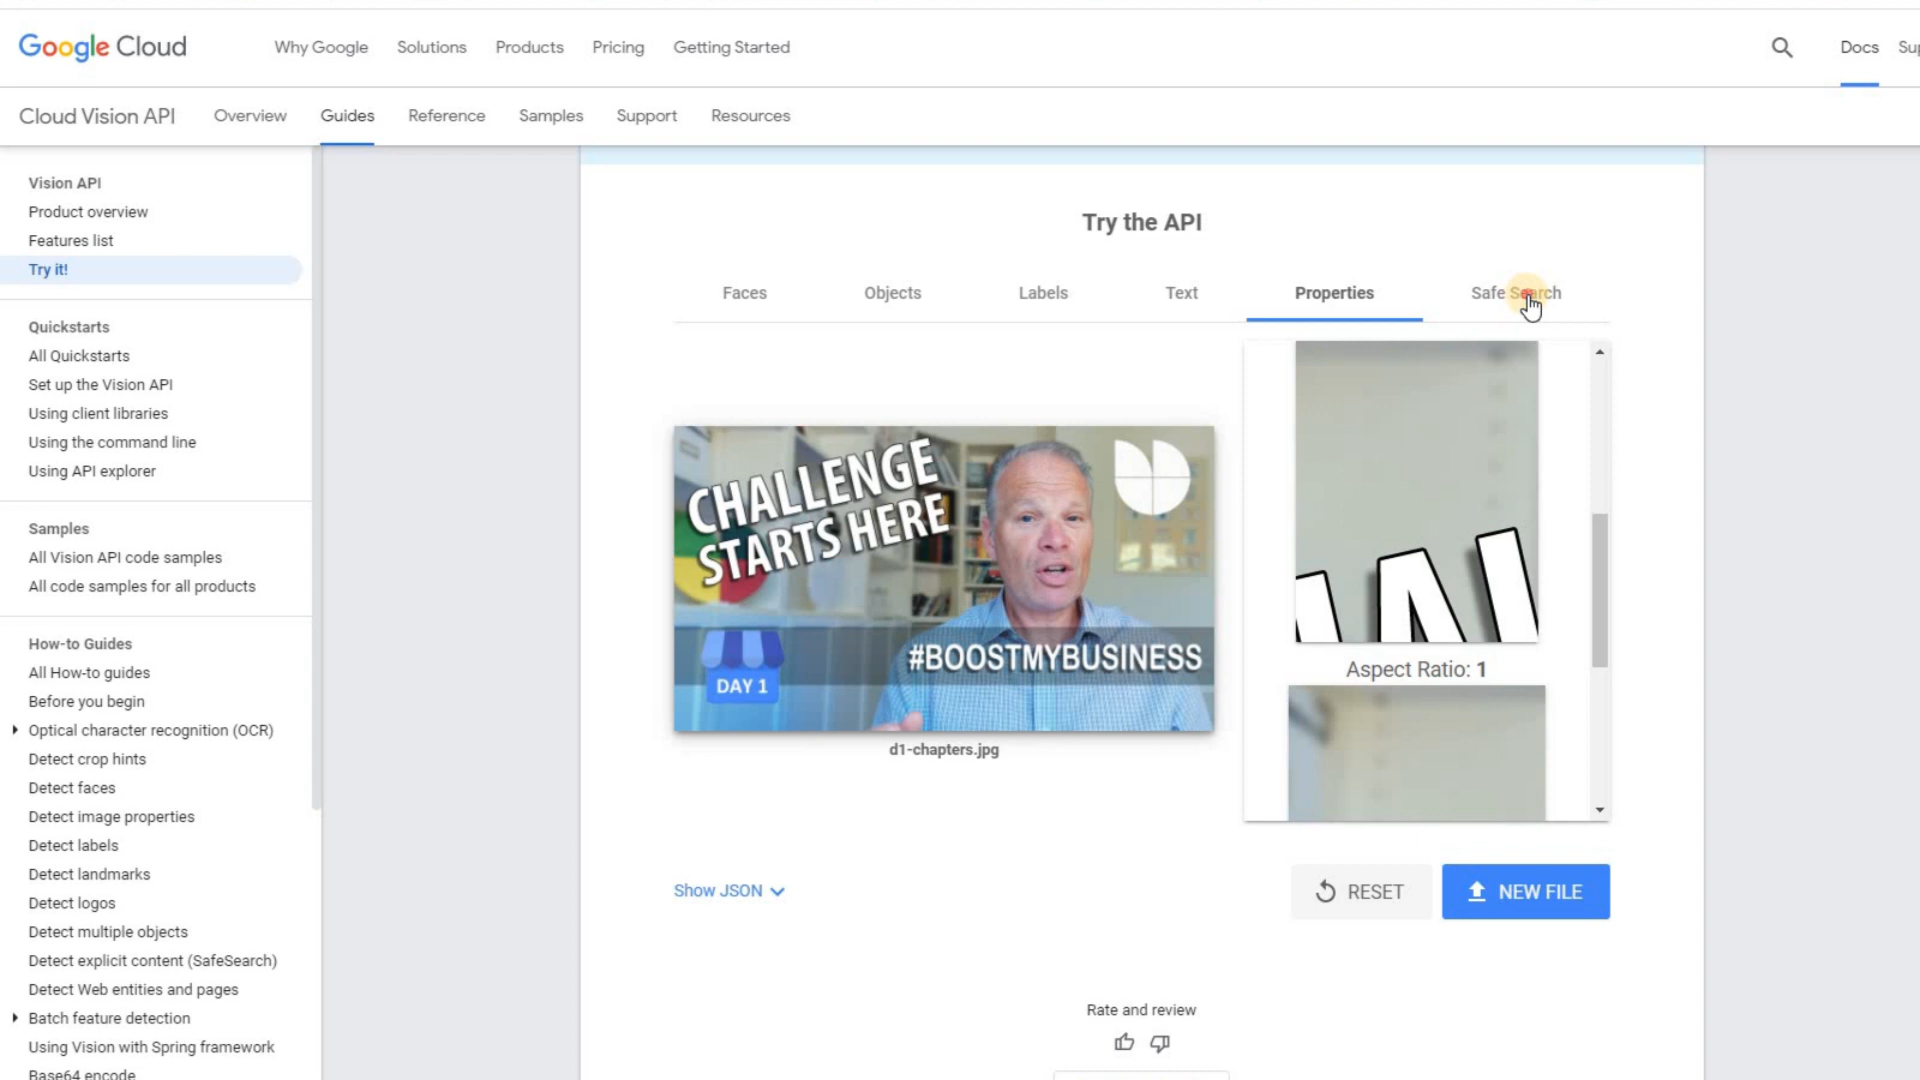 Google Cloud
Why Google
Solutions
Products
Pricing
Getting Started
Docs
Sup
Cloud Vision API
Overview
Guides
Reference
Samples
Support
Resources
Vision API
Product overview
Features list
Try it!
Quickstarts
All Quickstarts
Set up the Vision API
Using client libraries
Using the command line
Using API explorer
Samples
All Vision API code samples
All code samples for all products
How-to Guides
All How-to guides
Before you begin
Optical character recognition (OCR)
Detect crop hints
Detect faces
Detect image properties
Detect labels
Detect landmarks
Detect logos
Detect multiple objects
Detect explicit content (SafeSearch)
Detect Web entities and pages
Batch feature detection
Using Vision with Spring framework
Base64 encode
Try the API
Faces
Objects
Labels
Text
Properties
Safe Search
CHALLENGE
STARTS HERE
#BOOSTMYBUSINESS
DAY 1
d1-chapters.jpg
Aspect Ratio: 1
Show JSON
RESET
NEW FILE
Rate and review